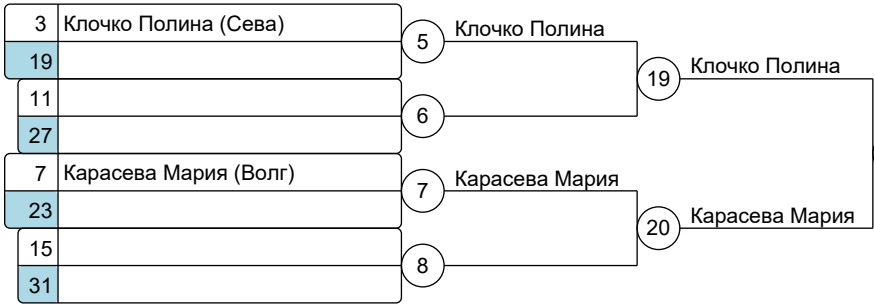 3 Клочко Полина (Сева)
19
11
27
7 Карасева Мария (Волг)
23
15
31
5 Клочко Полина
6
7 Карасева Мария
8
19 Клочко Полина
20 Карасева Мария